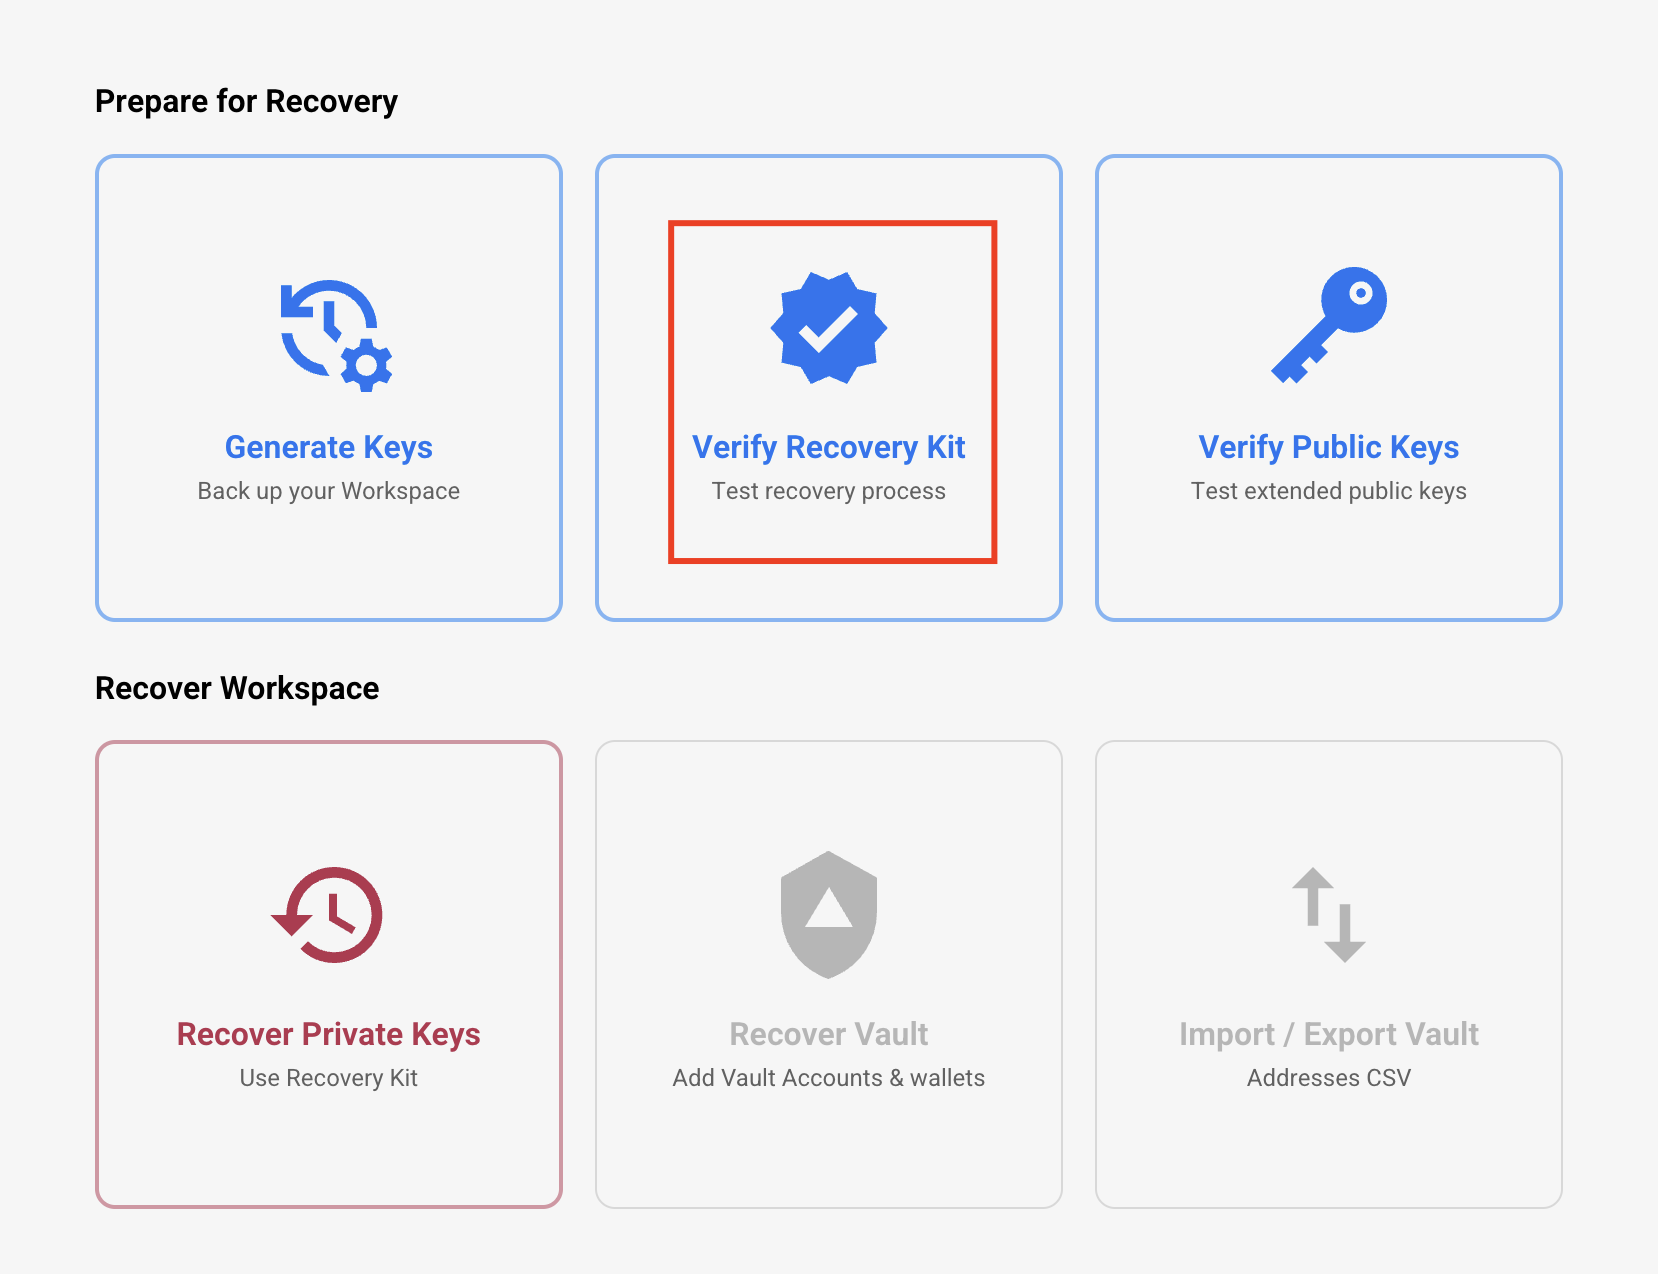 Prepare for Recovery
Generate Keys
Back up your Workspace
Verify Recovery Kit
Test recovery process
Verify Public Keys
Test extended public keys
Recover Workspace
Recover Private Keys
Use Recovery Kit
Recover Vault
Add Vault Accounts & wallets
Import / Export Vault
Addresses CSV